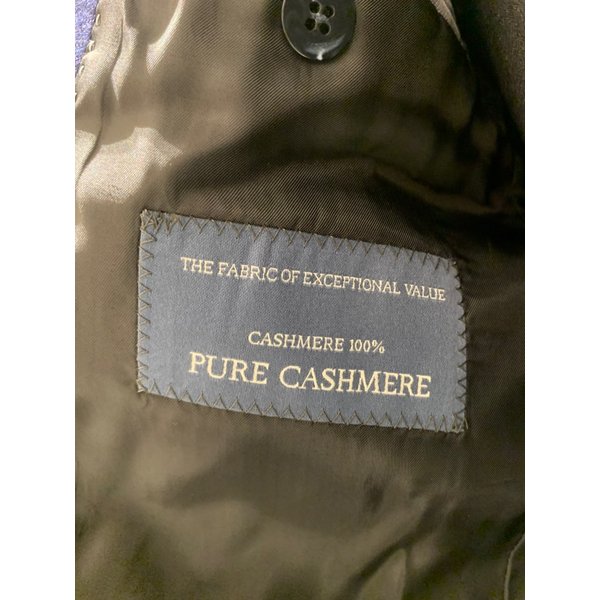 THE FABRIC OF EXCEPTIONAL VALUE
CASHMERE 100%
PURE CASHMERE